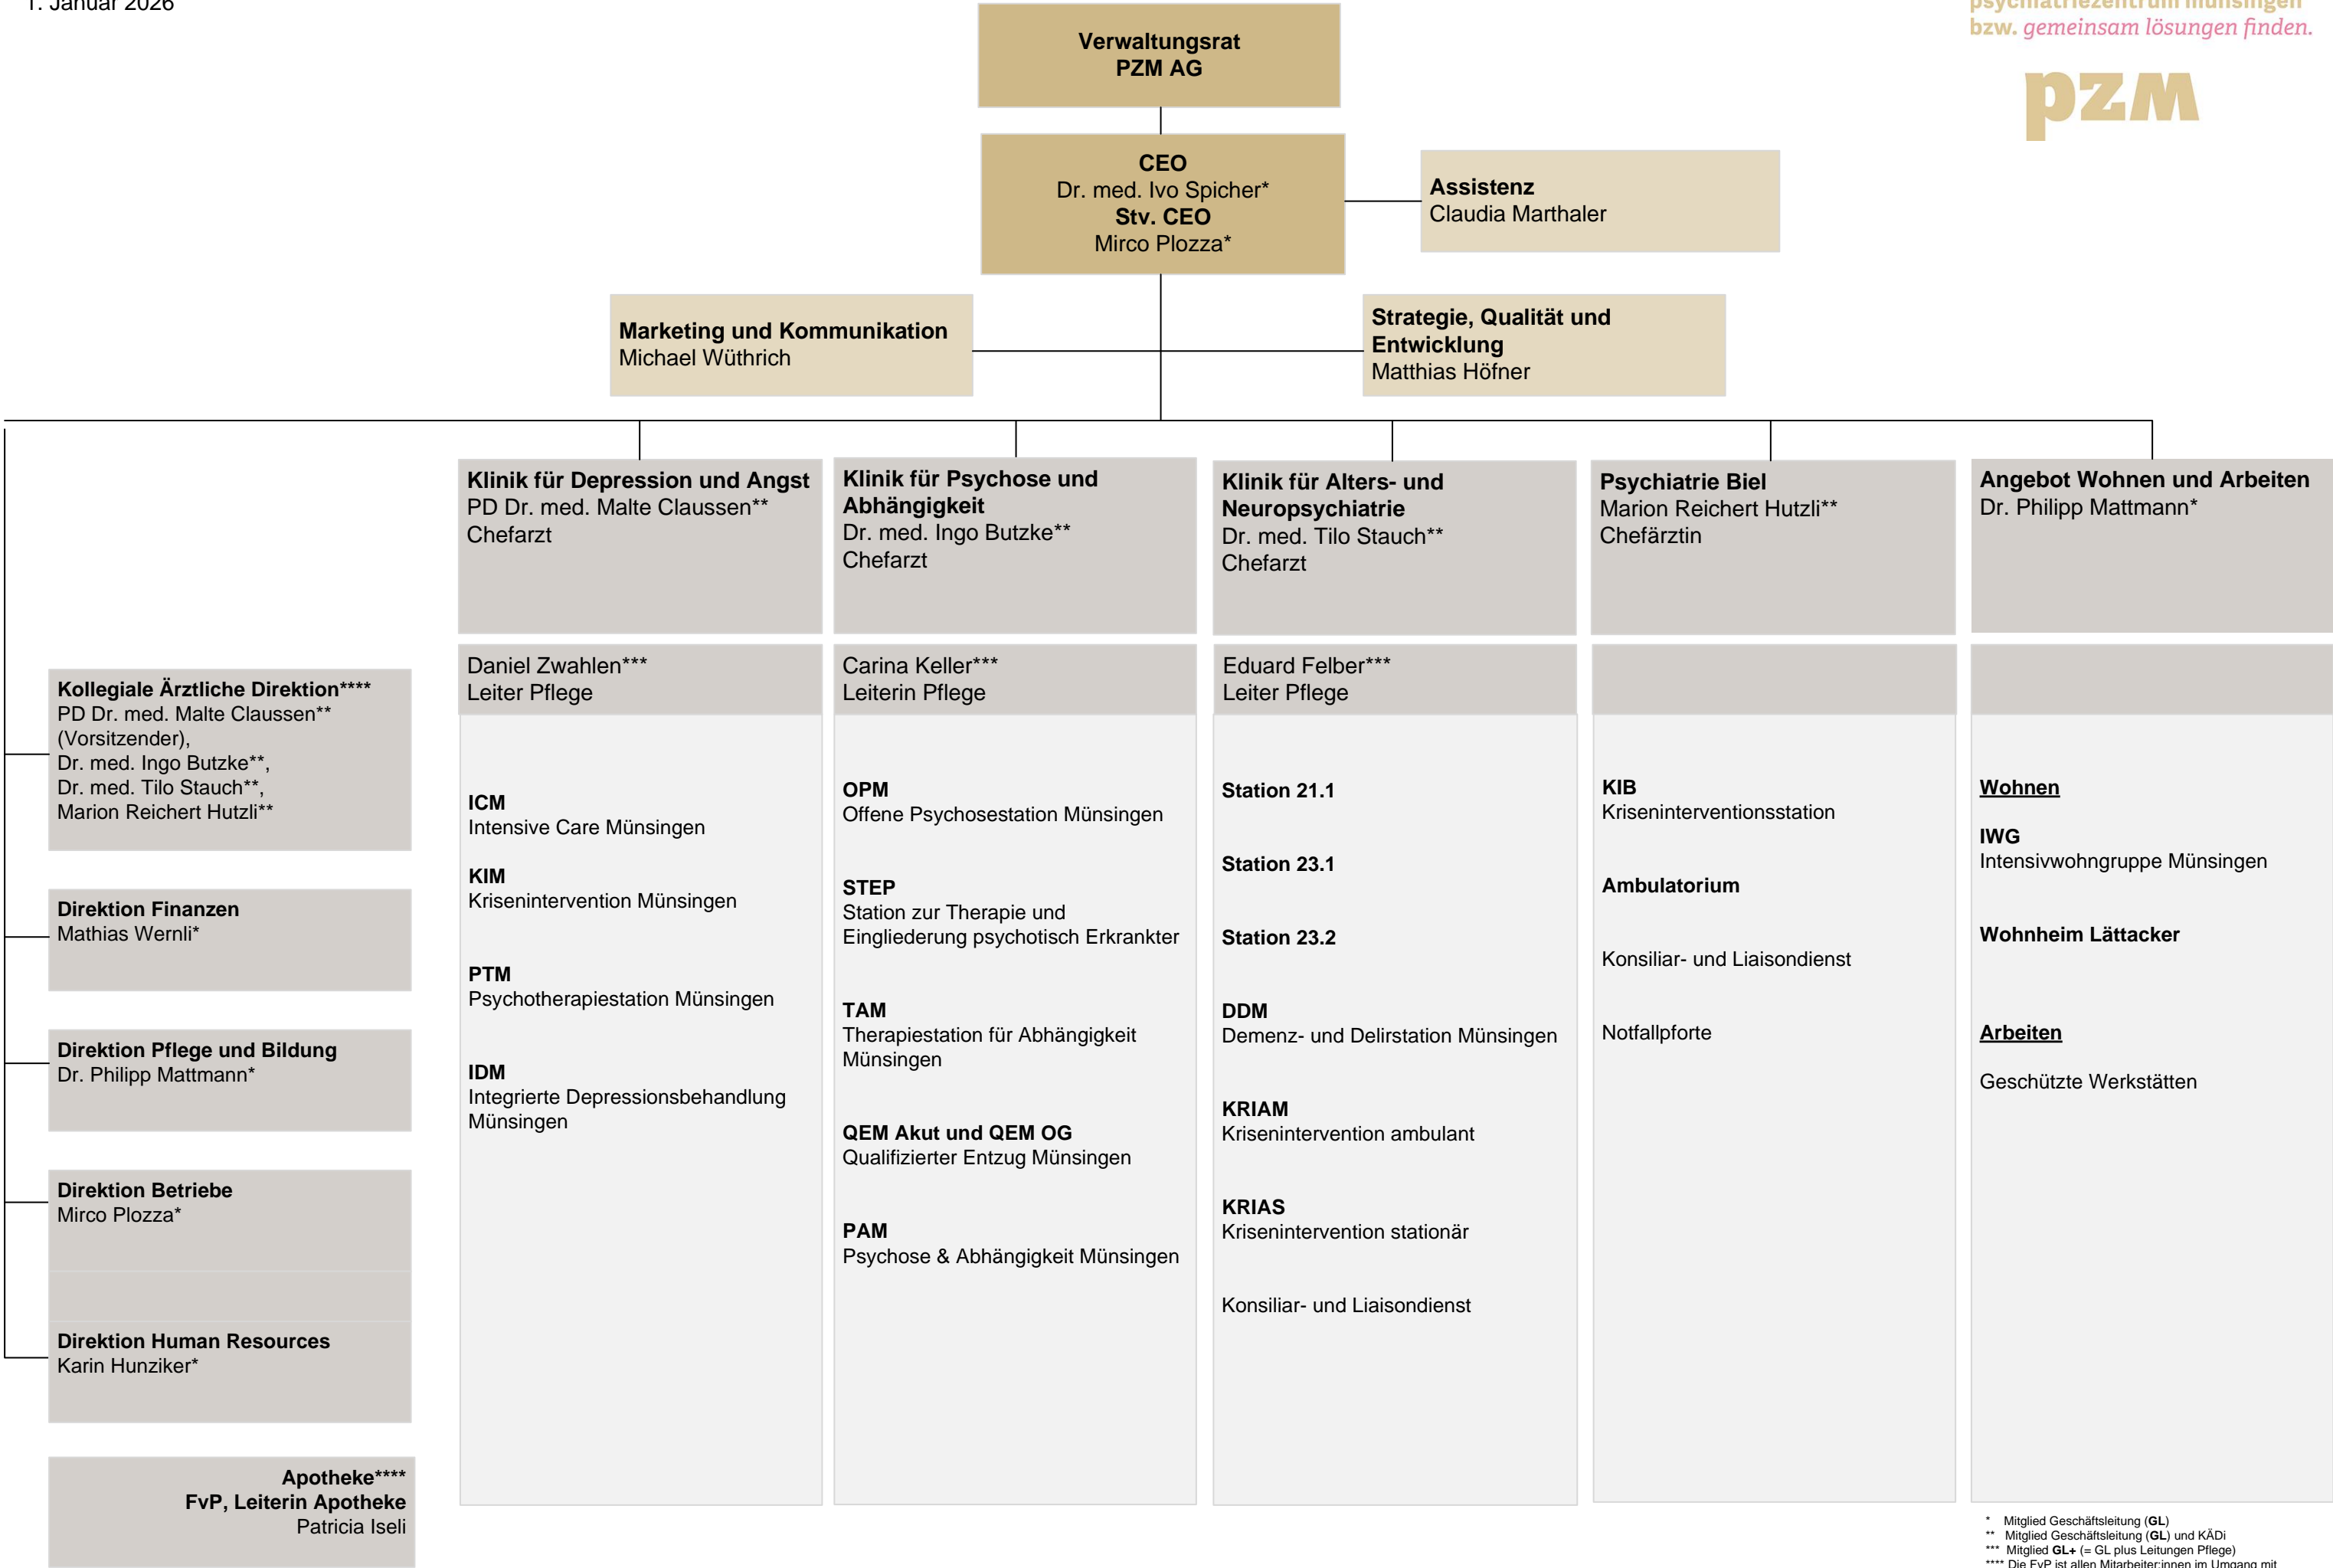 1. Januar 2026
psychiatriezentrum münsingen
bzw. gemeinsam lösungen finden.
pzm
Verwaltungsrat
PZM AG
CEO
Dr. med. Ivo Spicher*
Stv. CEO
Mirco Plozza*
Assistenz
Claudia Marthaler
Marketing und Kommunikation
Michael Wüthrich
Strategie, Qualität und
Entwicklung
Matthias Höfner
Kollegiale Ärztliche Direktion****
PD Dr. med. Malte Claussen**
(Vorsitzender),
Dr. med. Ingo Butzke**,
Dr. med. Tilo Stauch**,
Marion Reichert Hutzli**
Direktion Finanzen
Mathias Wernli*
Direktion Pflege und Bildung
Dr. Philipp Mattmann*
Direktion Betriebe
Mirco Plozza*
Direktion Human Resources
Karin Hunziker*
Apotheke****
FvP, Leiterin Apotheke
Patricia Iseli
Klinik für Depression und Angst
PD Dr. med. Malte Claussen**
Chefarzt
Daniel Zwahlen***
Leiter Pflege
ICM
Intensive Care Münsingen
KIM
Krisenintervention Münsingen
PTM
Psychotherapiestation Münsingen
IDM
Integrierte Depressionsbehandlung
Münsingen
Klinik für Psychose und
Abhängigkeit
Dr. med. Ingo Butzke**
Chefarzt
Carina Keller***
Leiterin Pflege
OPM
Offene Psychosestation Münsingen
STEP
Station zur Therapie und
Eingliederung psychotisch Erkrankter
TAM
Therapiestation für Abhängigkeit
Münsingen
QEM Akut und QEM OG
Qualifizierter Entzug Münsingen
PAM
Psychose & Abhängigkeit Münsingen
Klinik für Alters- und
Neuropsychiatrie
Dr. med. Tilo Stauch**
Chefarzt
Eduard Felber***
Leiter Pflege
Station 21.1
Station 23.1
Station 23.2
DDM
Demenz- und Delirstation Münsingen
KRIAM
Krisenintervention ambulant
KRIAS
Krisenintervention stationär
Konsiliar- und Liaisondienst
Psychiatrie Biel
Marion Reichert Hutzli**
Chefärztin
KIB
Kriseninterventionsstation
Ambulatorium
Konsiliar- und Liaisondienst
Notfallpforte
Angebot Wohnen und Arbeiten
Dr. Philipp Mattmann*
Wohnen
IWG
Intensivwohngruppe Münsingen
Wohnheim Lättacker
Arbeiten
Geschützte Werkstätten
* Mitglied Geschäftsleitung (GL)
** Mitglied Geschäftsleitung (GL) und KÄDi
*** Mitglied GL+ (= GL plus Leitungen Pflege)
**** Die FvP ist allen Mitarbeiter:innen im Umgang mit